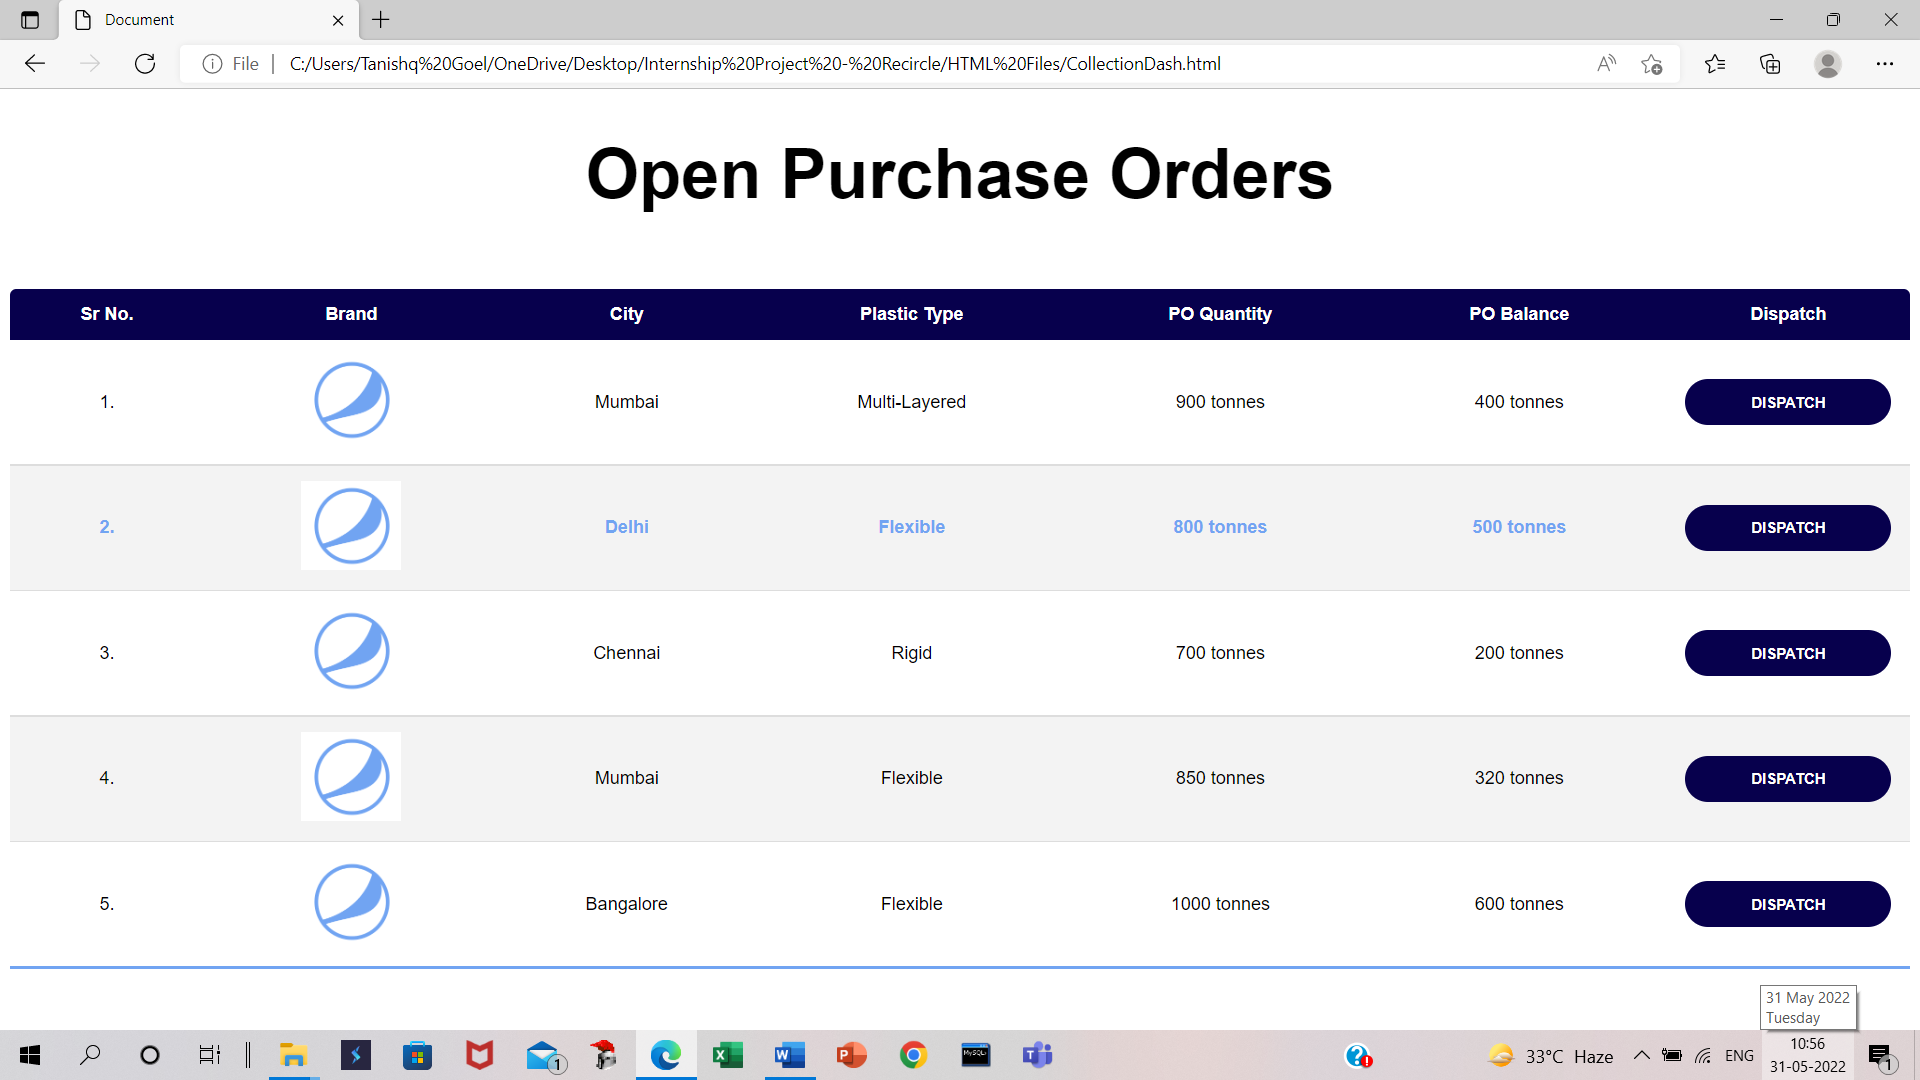 Document
File
C:/Users/Tanishq%20Goel/OneDrive/Desktop/Internship%20Project%20-%20Recircle/HTML%20Files/CollectionDash.html
Open Purchase Orders
Sr No. Brand City Plastic Type PO Quantity PO Balance Dispatch
1. Mumbai Multi-Layered 900 tonnes 400 tonnes DISPATCH
2. Delhi Flexible 800 tonnes 500 tonnes DISPATCH
3. Chennai Rigid 700 tonnes 200 tonnes DISPATCH
4. Mumbai Flexible 850 tonnes 320 tonnes DISPATCH
5. Bangalore Flexible 1000 tonnes 600 tonnes DISPATCH
31 May 2022
Tuesday
1
MySQL
33°C Haze
ENG
10:56
31-05-2022
1